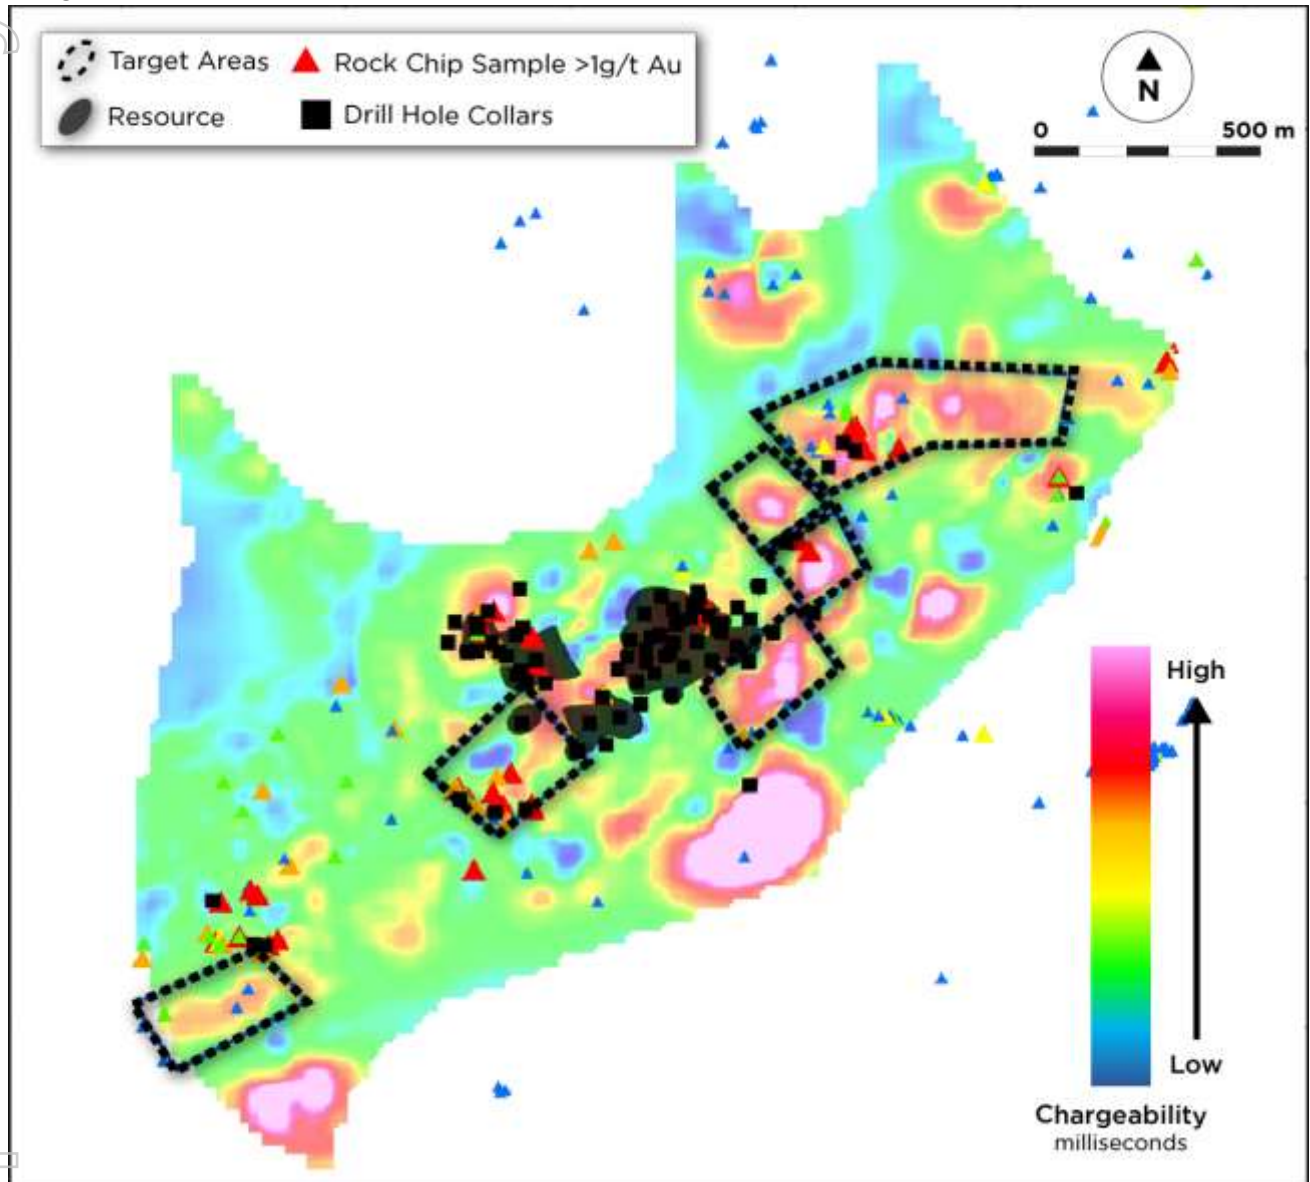 Target Areas
Rock Chip Sample >1g/t Au
Resource
Drill Hole Collars
N
0
500 m
High
Low
Chargeability
milliseconds